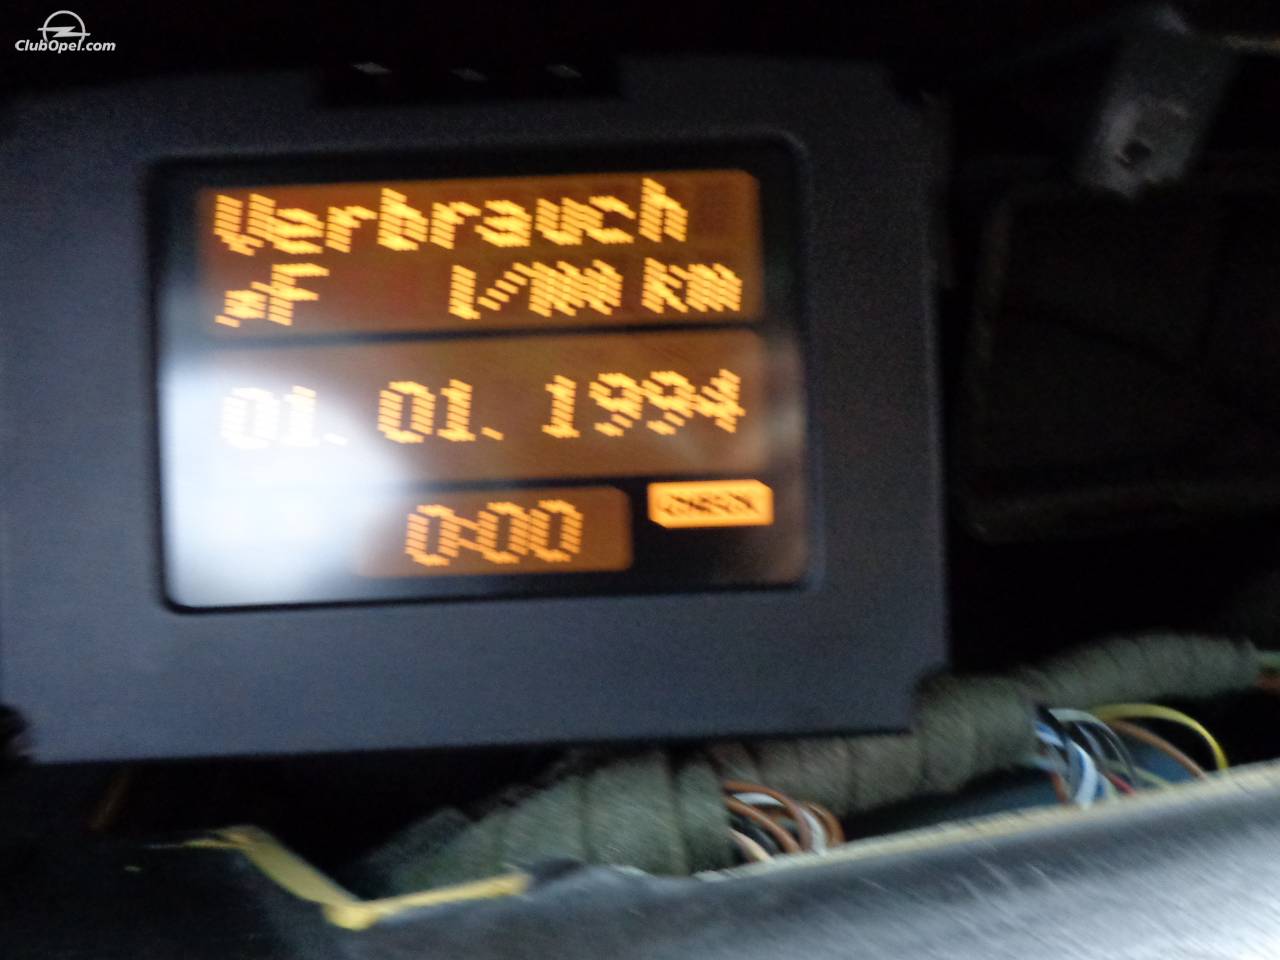 ClubOpel.com
Verbrauch
l/100 km
01. 01. 1994
0:00